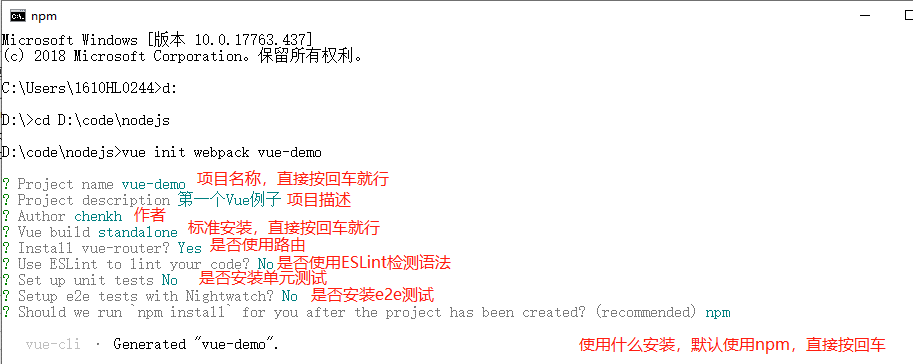 npm
Microsoft Windows [版本 10.0.17763.437]
(c) 2018 Microsoft Corporation。保留所有权利。
C:\Users\1610HL0244>d:
D:\>cd D:\code\nodejs
D:\code\nodejs>vue init webpack vue-demo
? Project name vue-demo 项目名称，直接按回车就行
? Project description 第一个Vue例子 项目描述
? Author chenkh 作者
? Vue build standalone 标准安装，直接按回车就行
? Install vue-router? Yes 是否使用路由
? Use ESLint to lint your code? No 是否使用ESLint检测语法
? Set up unit tests No 是否安装单元测试
? Setup e2e tests with Nightwatch? No 是否安装e2e测试
? Should we run `npm install` for you after the project has been created? (recommended) npm
vue-cli · Generated "vue-demo". 使用什么安装，默认使用npm，直接按回车